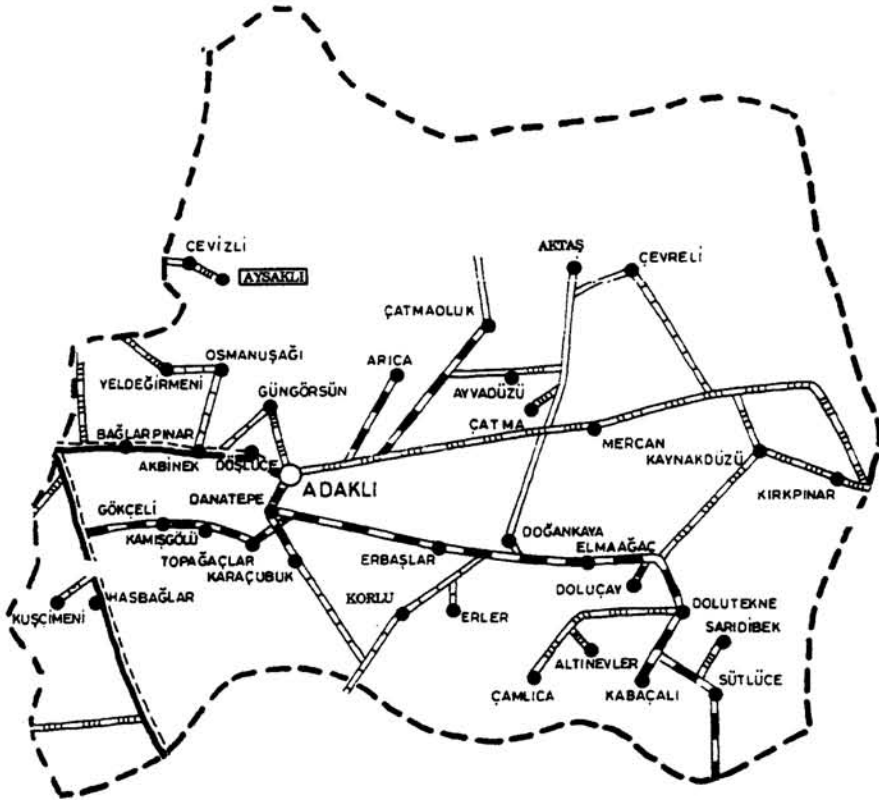 CEVİZLİ
AYSAKLI
AKTAŞ
ÇEVRELİ
ÇATMAOLUK
OSMANUŞAĞI
ARICA
YELDEĞİRMENİ
GÜNGÖRSÜN
AYVADÜZÜ
ÇATMA
BAĞLARPINAR
MERCAN
AKBİNEK
DÖŞLÜCE
KAYNAKDÜZÜ
ADAKLI
KIRKPINAR
DANATEPE
GÖKÇELİ
KAMIŞGÖLÜ
DOĞANKAYA
ELMAAĞAÇ
TOPAĞAÇLAR
ERBAŞLAR
KARAÇUBUK
DOLUÇAY
HASBAĞLAR
KORLU
KUŞÇİMENİ
ERLER
DOLUTEKNE
SARIDİBEK
ALTINEVLER
ÇAMLICA
KABAÇALI
SÜTLÜCE